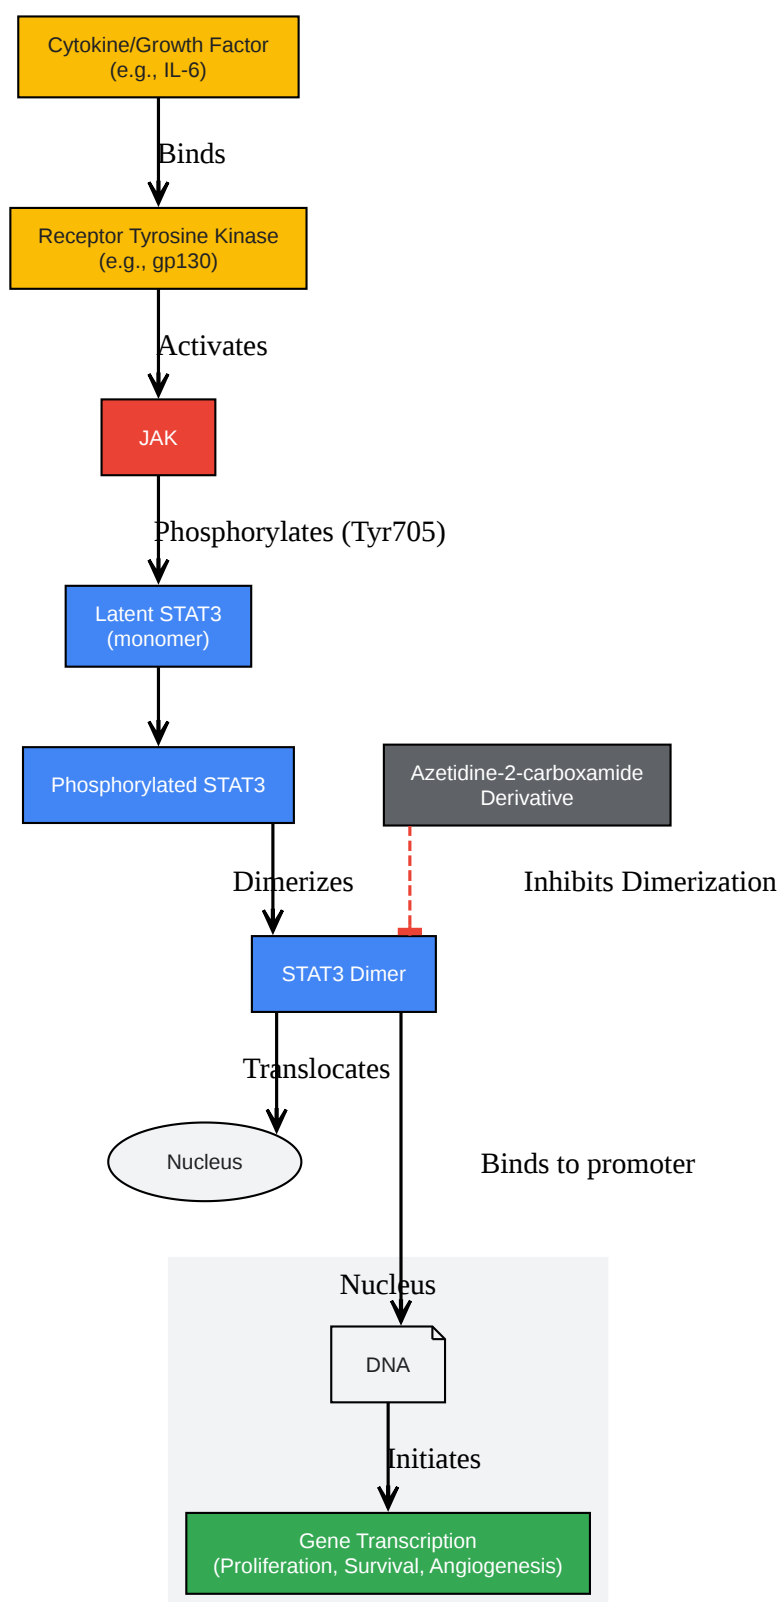 Cytokine/Growth Factor
(e.g., IL-6)
Binds
Receptor Tyrosine Kinase
(e.g., gp130)
Activates
JAK
Phosphorylates (Tyr705)
Latent STAT3
(monomer)
Phosphorylated STAT3
Azetidine-2-carboxamide
Derivative
Dimerizes
Inhibits Dimerization
STAT3 Dimer
Translocates
Nucleus
Binds to promoter
Nucleus
DNA
Initiates
Gene Transcription
(Proliferation, Survival, Angiogenesis)